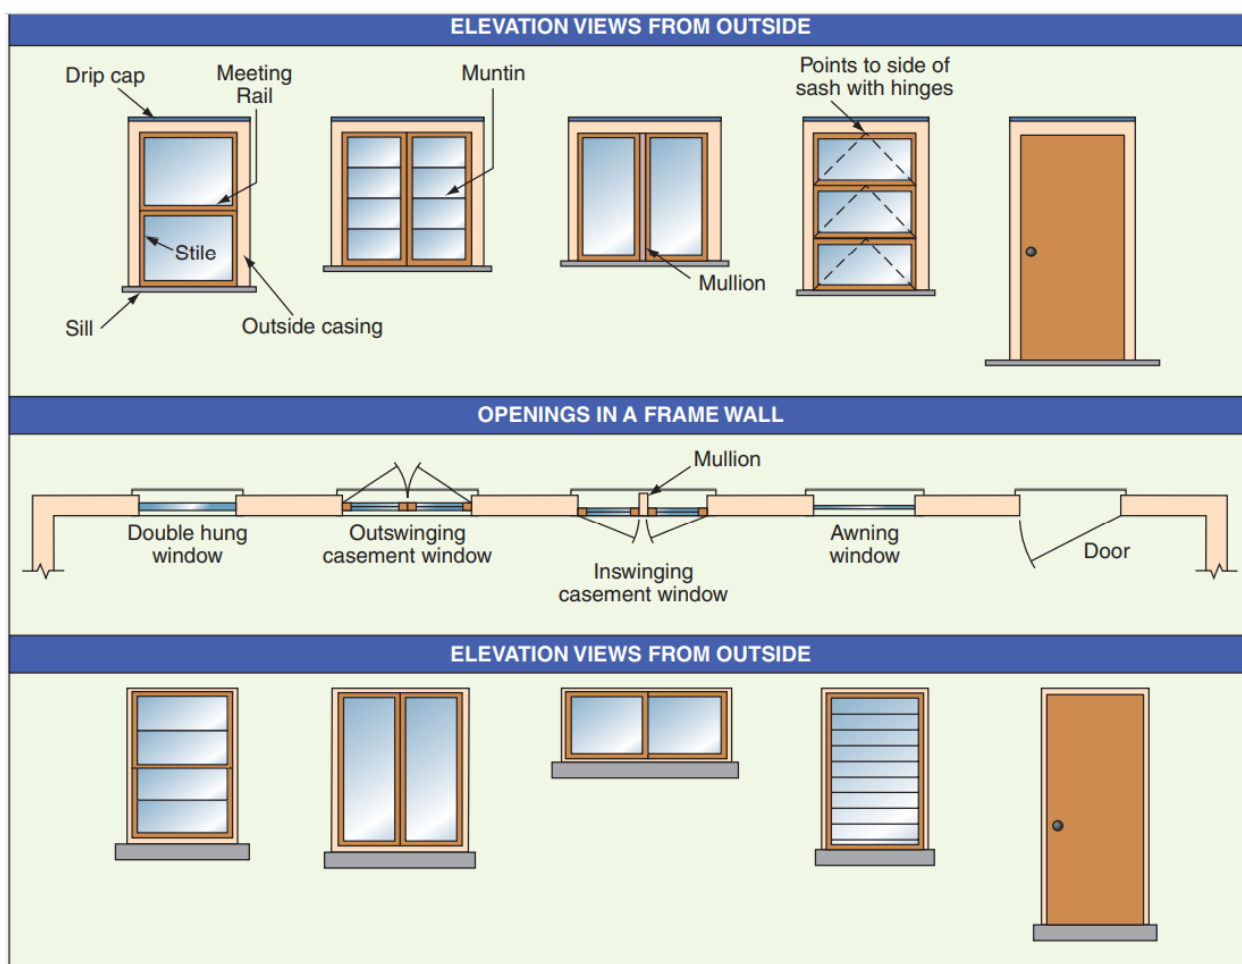 ELEVATION VIEWS FROM OUTSIDE
Drip cap
Meeting
Rail
Muntin
Points to side of
sash with hinges
Stile
Mullion
Sill
Outside casing
OPENINGS IN A FRAME WALL
Mullion
Double hung
window
Outswinging
casement window
Inswinging
casement window
Awning
window
Door
ELEVATION VIEWS FROM OUTSIDE